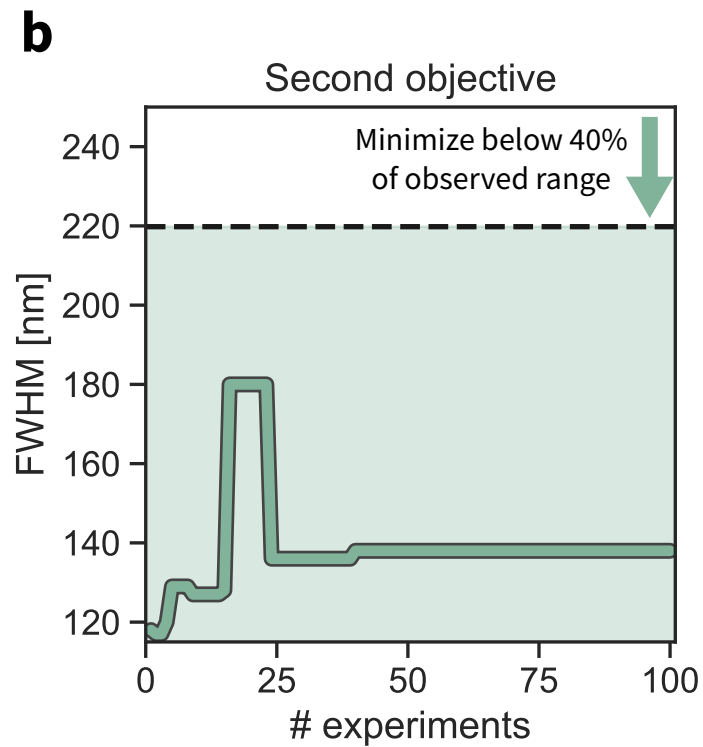 b
Second objective
Minimize below 40%
of observed range
FWHM [nm]
240
220
200
180
160
140
120
0 25 50 75 100
# experiments